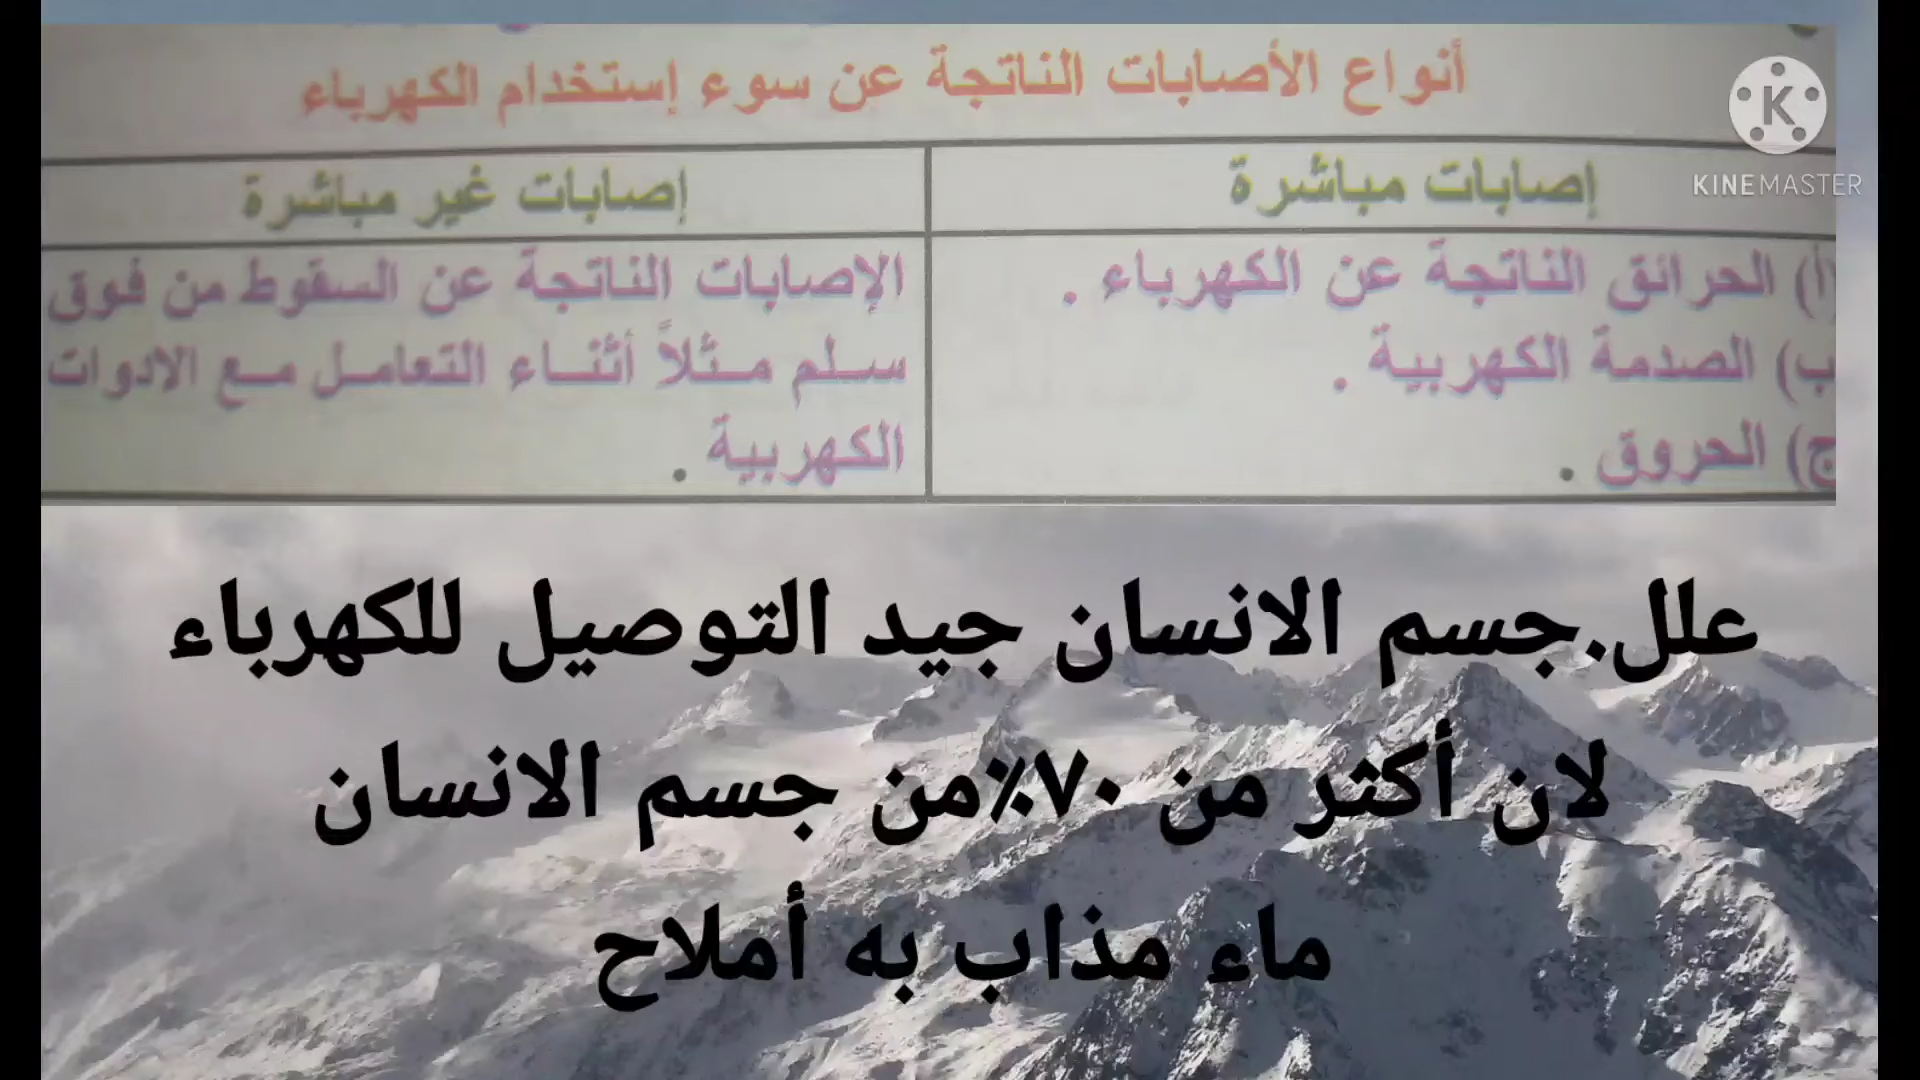 أنواع الأصابات الناتجة عن سوء إستخدام الكهرباء
KINEMASTER
إصابات مباشرة
إصابات غير مباشرة
أ) الحرائق الناتجة عن الكهرباء .
ب) الصدمة الكهربية .
ج) الحروق .
الإصابات الناتجة عن السقوط من فوق
سلم مثلاً أثناء التعامل مع الادوات
الكهربية .
علل.جسم الانسان جيد التوصيل للكهرباء
لان أكثر من ٧٠٪من جسم الانسان
ماء مذاب به أملاح